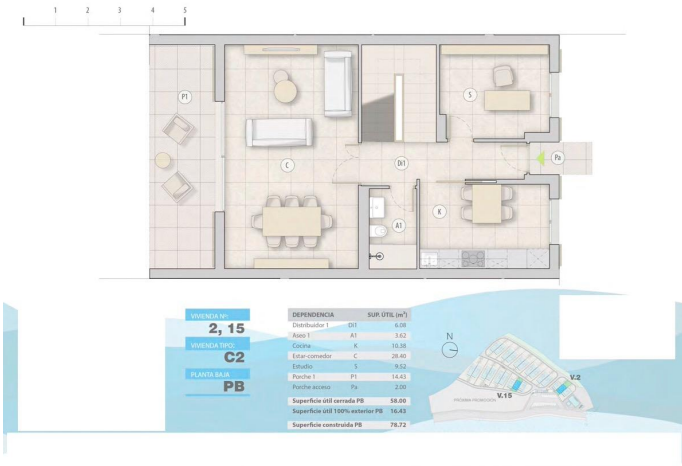 1 2 3 4 5
P1
S
C
Di1
Pa
A1
K
VIVIENDA Nº:
2, 15
VIVIENDA TIPO:
C2
PLANTA BAJA
PB
DEPENDENCIA SUP. ÚTIL (m²)
Distribuidor 1 Di1 6.08
Aseo 1 A1 3.62
Cocina K 10.38
Estar-comedor C 28.40
Estudio S 9.52
Porche 1 P1 14.43
Porche acceso Pa 2.00
Superficie útil cerrada PB 58.00
Superficie útil 100% exterior PB 16.43
Superficie construida PB 78.72
N
V.2
V.15
PRÓXIMA PROMOCIÓN